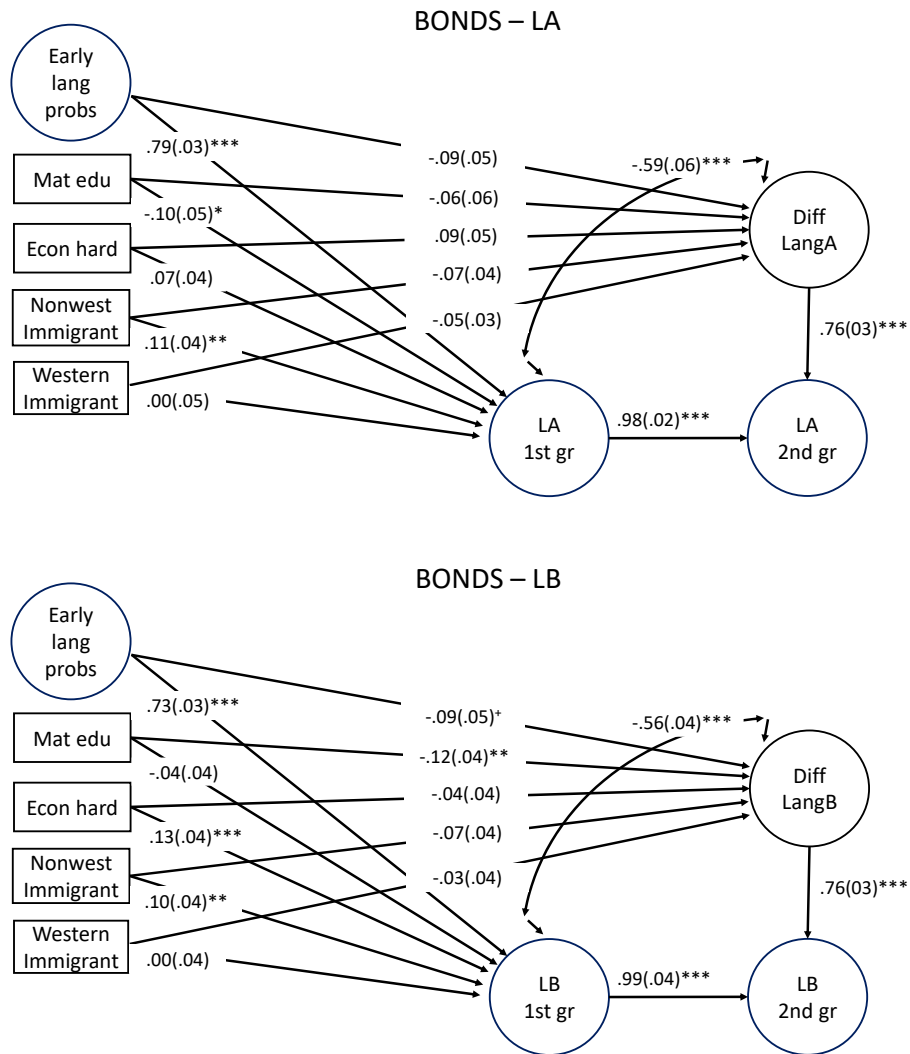 BONDS – LA
Early
lang
probs
.79(.03)***
-.09(.05)
-.59(.06)***
Mat edu
-.10(.05)*
-.06(.06)
Diff
LangA
Econ hard
.09(.05)
.07(.04)
-.07(.04)
Nonwest
Immigrant
.11(.04)**
-.05(.03)
.76(03)***
Western
Immigrant
.00(.05)
LA
1st gr
.98(.02)***
LA
2nd gr
BONDS – LB
Early
lang
probs
.73(.03)***
-.09(.05)⁺
-.56(.04)***
Mat edu
-.12(.04)**
-.04(.04)
Diff
LangB
Econ hard
-.04(.04)
.13(.04)***
-.07(.04)
Nonwest
Immigrant
-.03(.04)
.10(.04)**
.76(03)***
Western
Immigrant
.00(.04)
LB
1st gr
.99(.04)***
LB
2nd gr